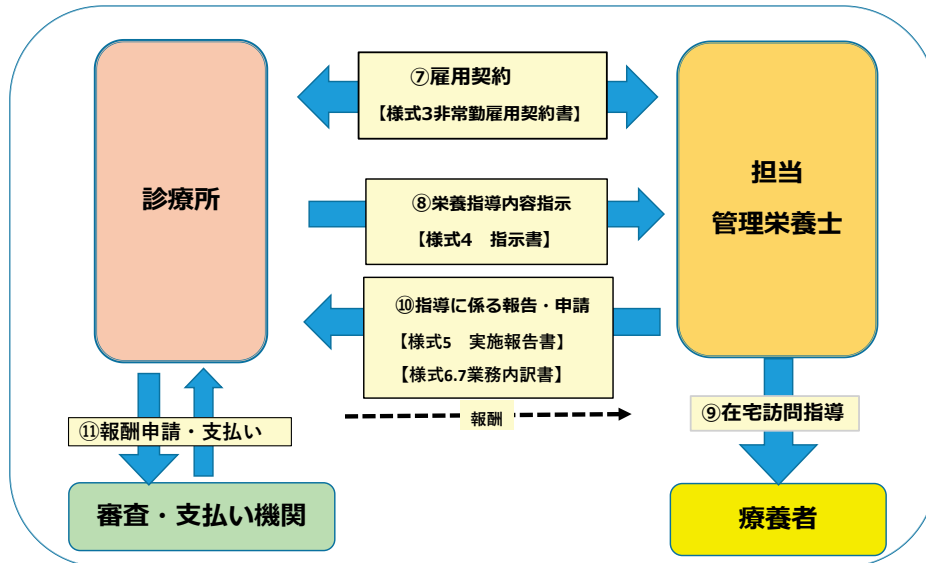 ⑦雇用契約
【様式3非常勤雇用契約書】
診療所
担当
管理栄養士
⑧栄養指導内容指示
【様式4　指示書】
⑩指導に係る報告・申請
【様式5　実施報告書】
【様式6.7業務内訳書】
報酬
⑪報酬申請・支払い
⑨在宅訪問指導
審査・支払い機関
療養者